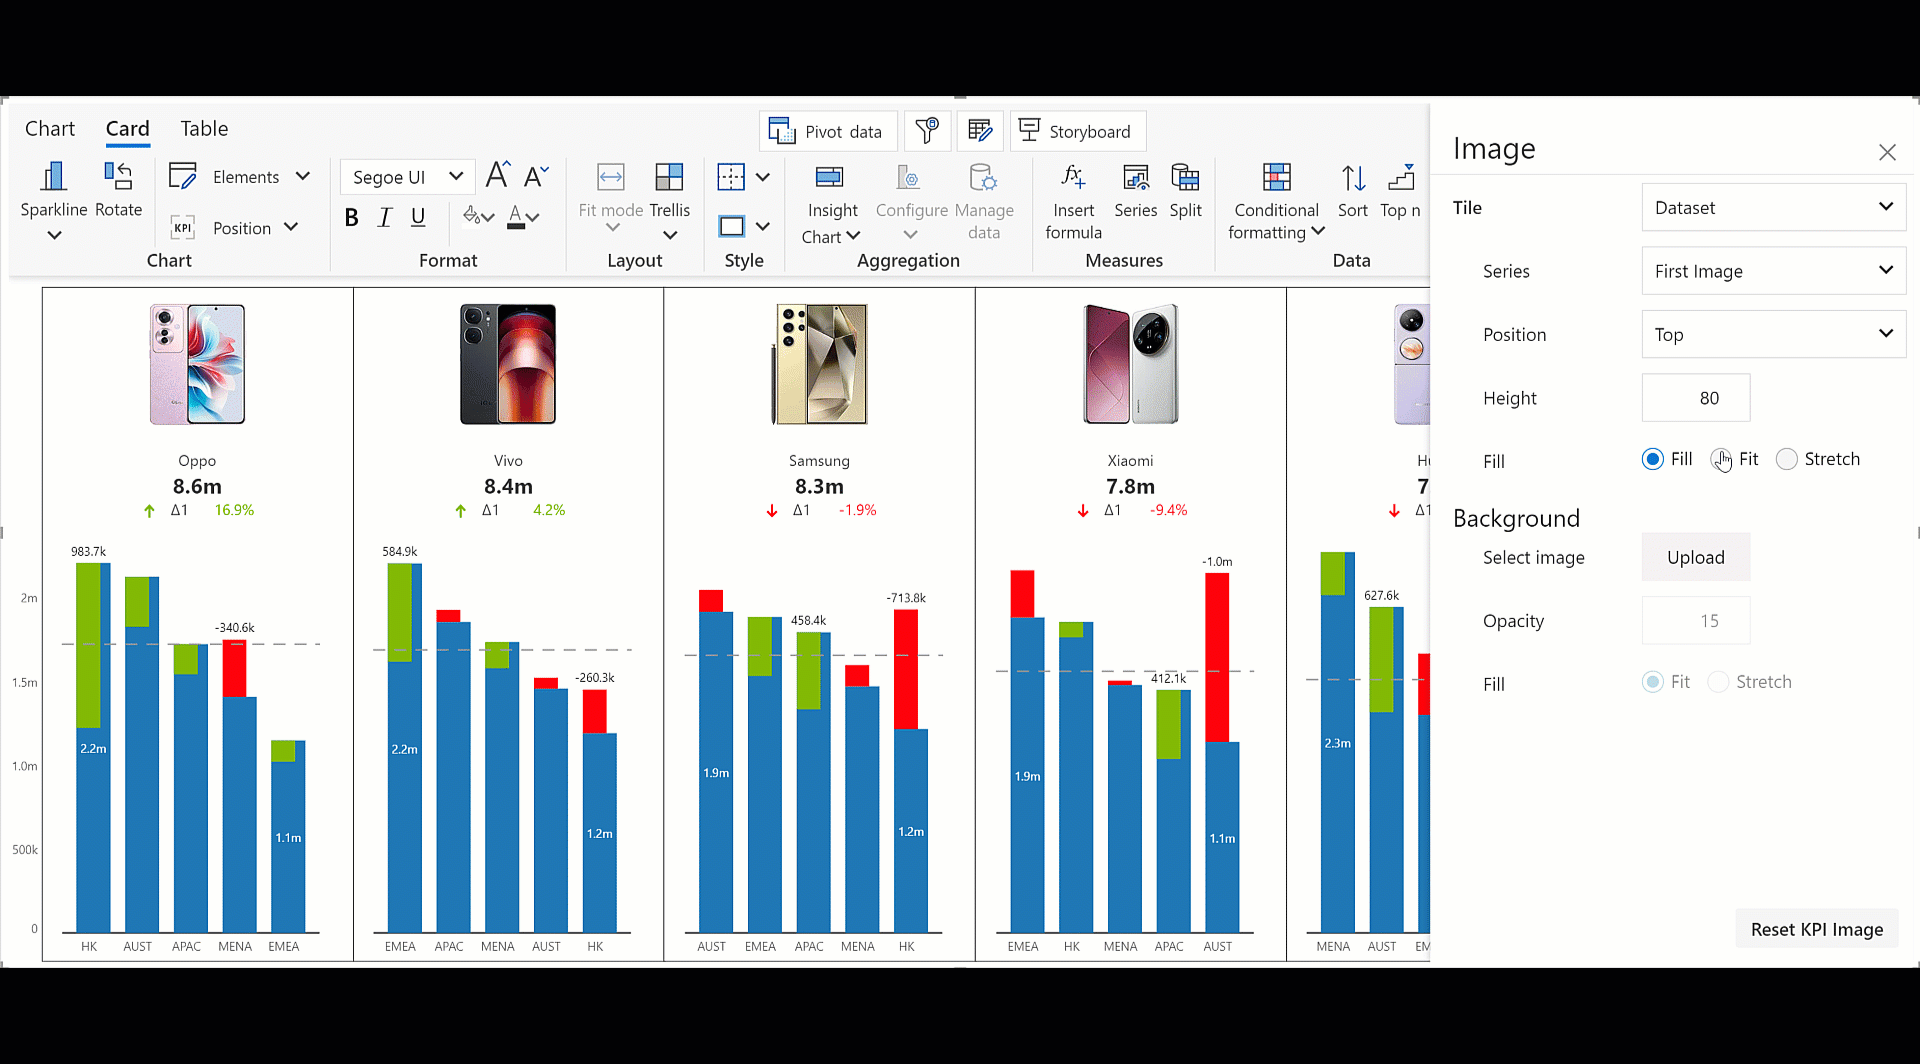 Chart Card Table
Pivot data Storyboard
Image
Elements
Segoe UI A A
Sparkline Rotate
KPI Position
B I U A
Fit mode Trellis
Insight
Chart
Configure
Manage
data
Insert
formula
Series Split
Conditional
formatting
Sort Top n
Chart Format Layout Style Aggregation Measures Data
Tile Dataset
Series First Image
Position Top
Height 80
Fill Fill Fit Stretch
Background
Select image Upload
Opacity 15
Fill Fit Stretch
Reset KPI Image
Oppo
8.6m
Δ1 16.9%
983.7k
-340.6k
2.2m
1.1m
2m
1.5m
1.0m
500k
0
HK AUST APAC MENA EMEA
Vivo
8.4m
Δ1 4.2%
584.9k
-260.3k
2.2m
1.2m
EMEA APAC MENA AUST HK
Samsung
8.3m
Δ1 -1.9%
458.4k
-713.8k
1.9m
1.2m
AUST EMEA APAC MENA HK
Xiaomi
7.8m
Δ1 -9.4%
-1.0m
412.1k
1.9m
1.1m
EMEA HK MENA APAC AUST
Hu
7
Δ1
627.6k
2.3m
MENA AUST EM